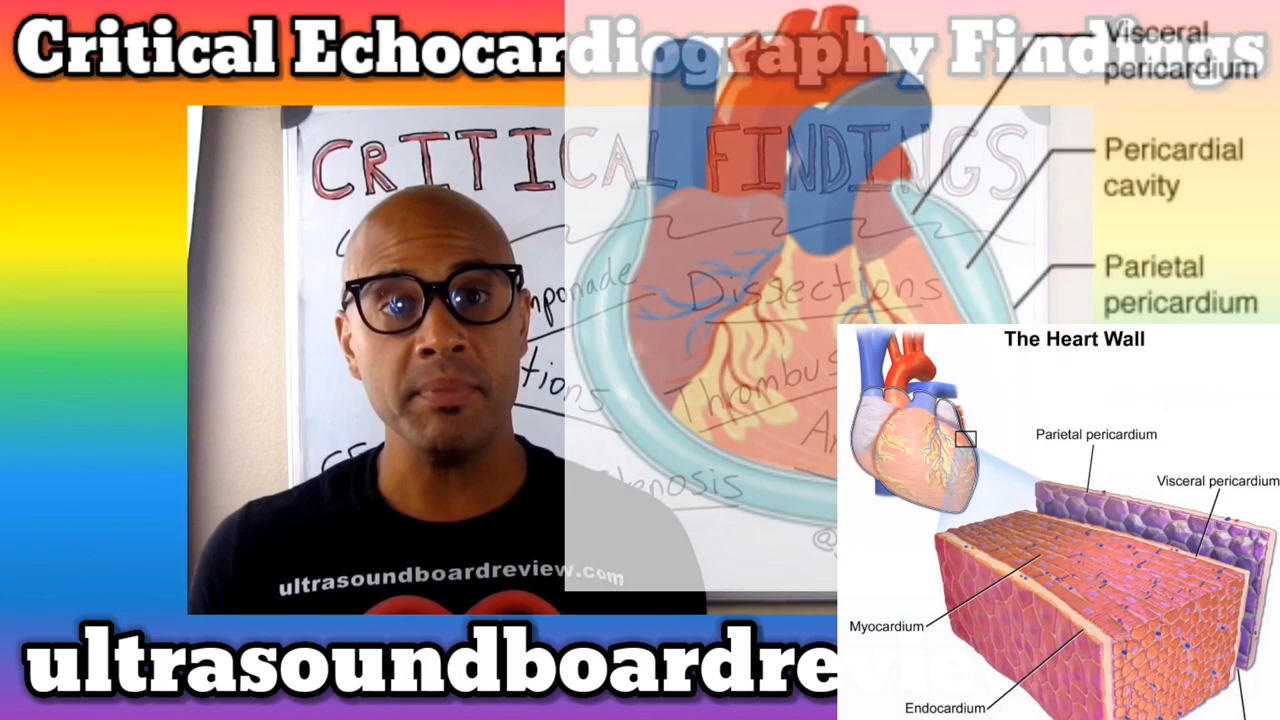 Critical Echocardiography Findings
CRITICAL FINDINGS
Dissections
Thrombus
stenosis
ultrasoundboardreview.com
Visceral
pericardium
Pericardial
cavity
Parietal
pericardium
The Heart Wall
Parietal pericardium
Visceral pericardium
Myocardium
Endocardium
ultrasoundboardre